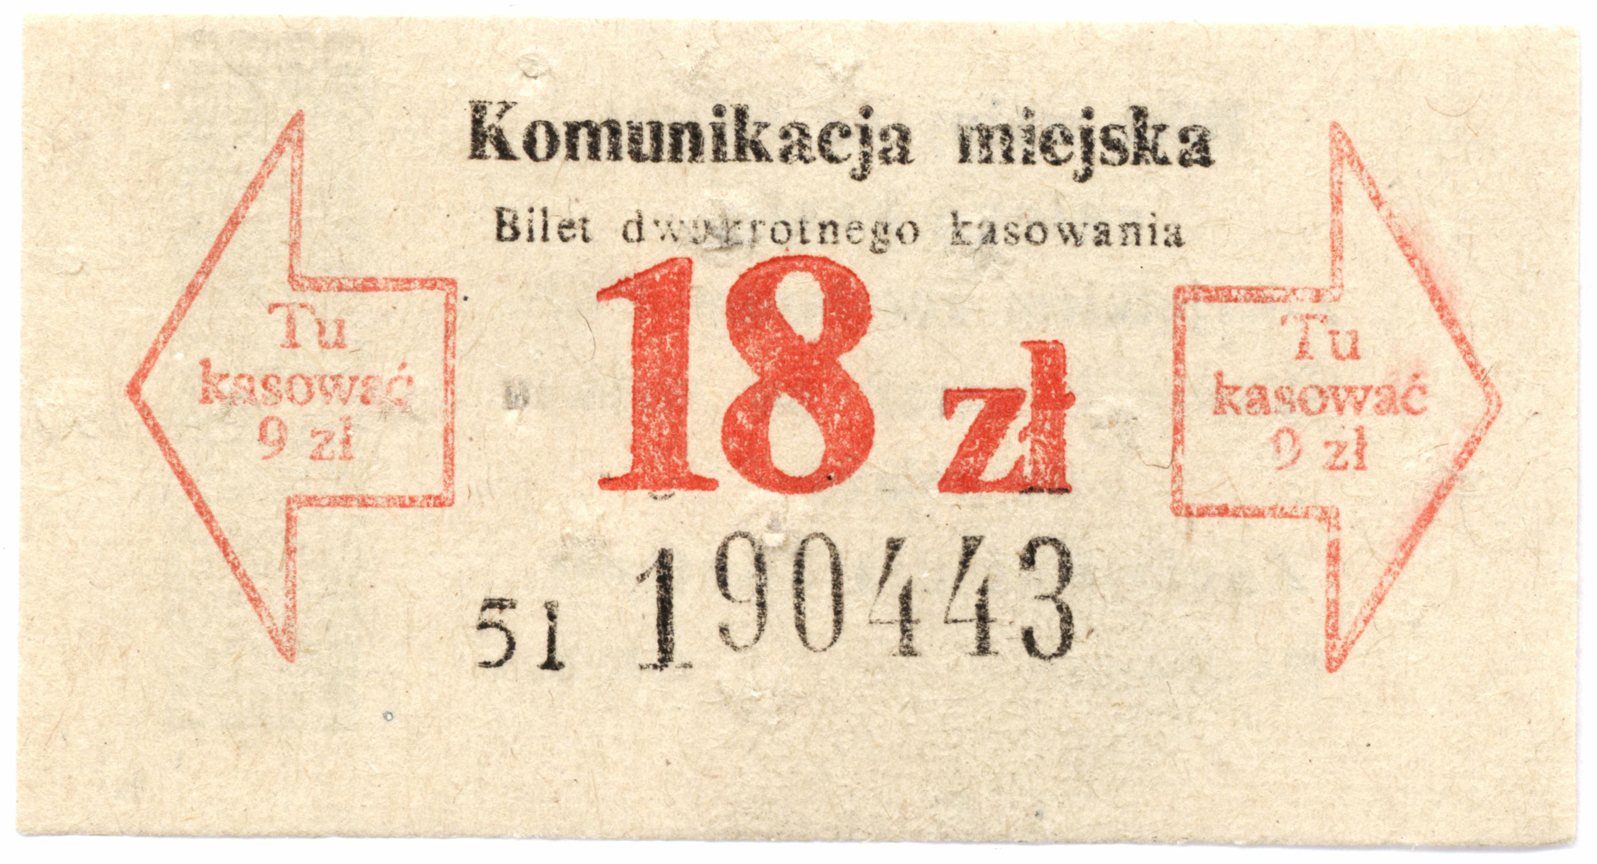 Komunikacja miejska
Bilet dwukrotnego kasowania
18 zł
Tu
kasować
9 zł
Tu
kasować
9 zł
51 190443